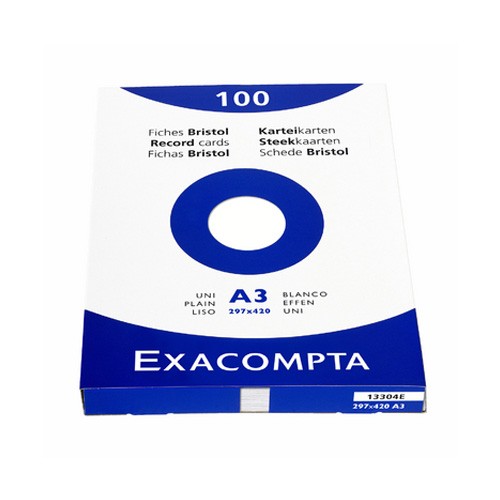 100
Fiches Bristol Karteikarten
Record cards Steekkaarten
Fichas Bristol Schede Bristol
UNI A3 BLANCO
PLAIN EFFEN
LISO 297x420 UNI
EXACOMPTA
13304E
297x420 A3